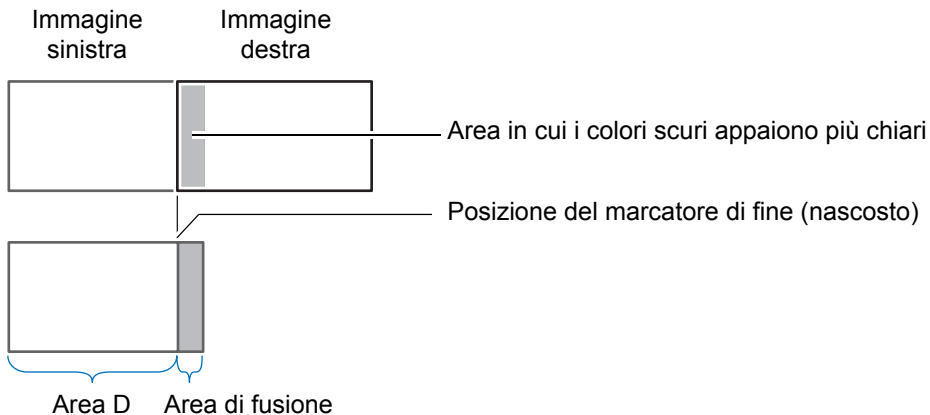 Immagine
sinistra
Immagine
destra
Area in cui i colori scuri appaiono più chiari
Posizione del marcatore di fine (nascosto)
Area D
Area di fusione